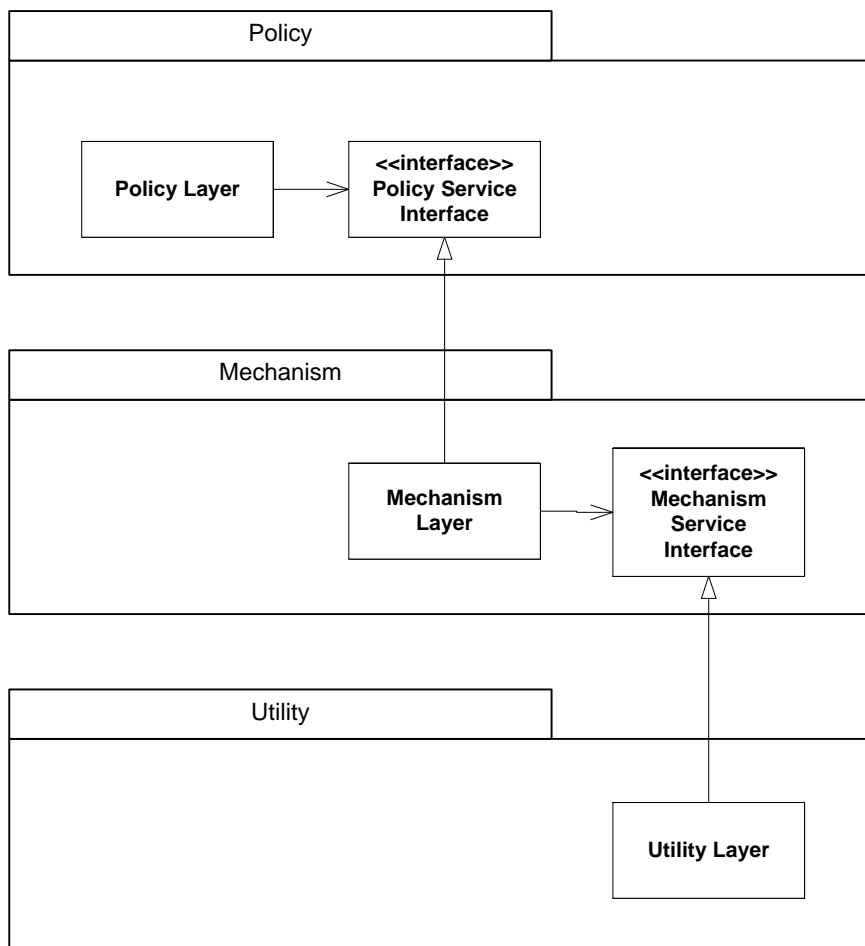 Policy
Policy Layer
<<interface>>
Policy Service
Interface
Mechanism
Mechanism
Layer
<<interface>>
Mechanism
Service
Interface
Utility
Utility Layer